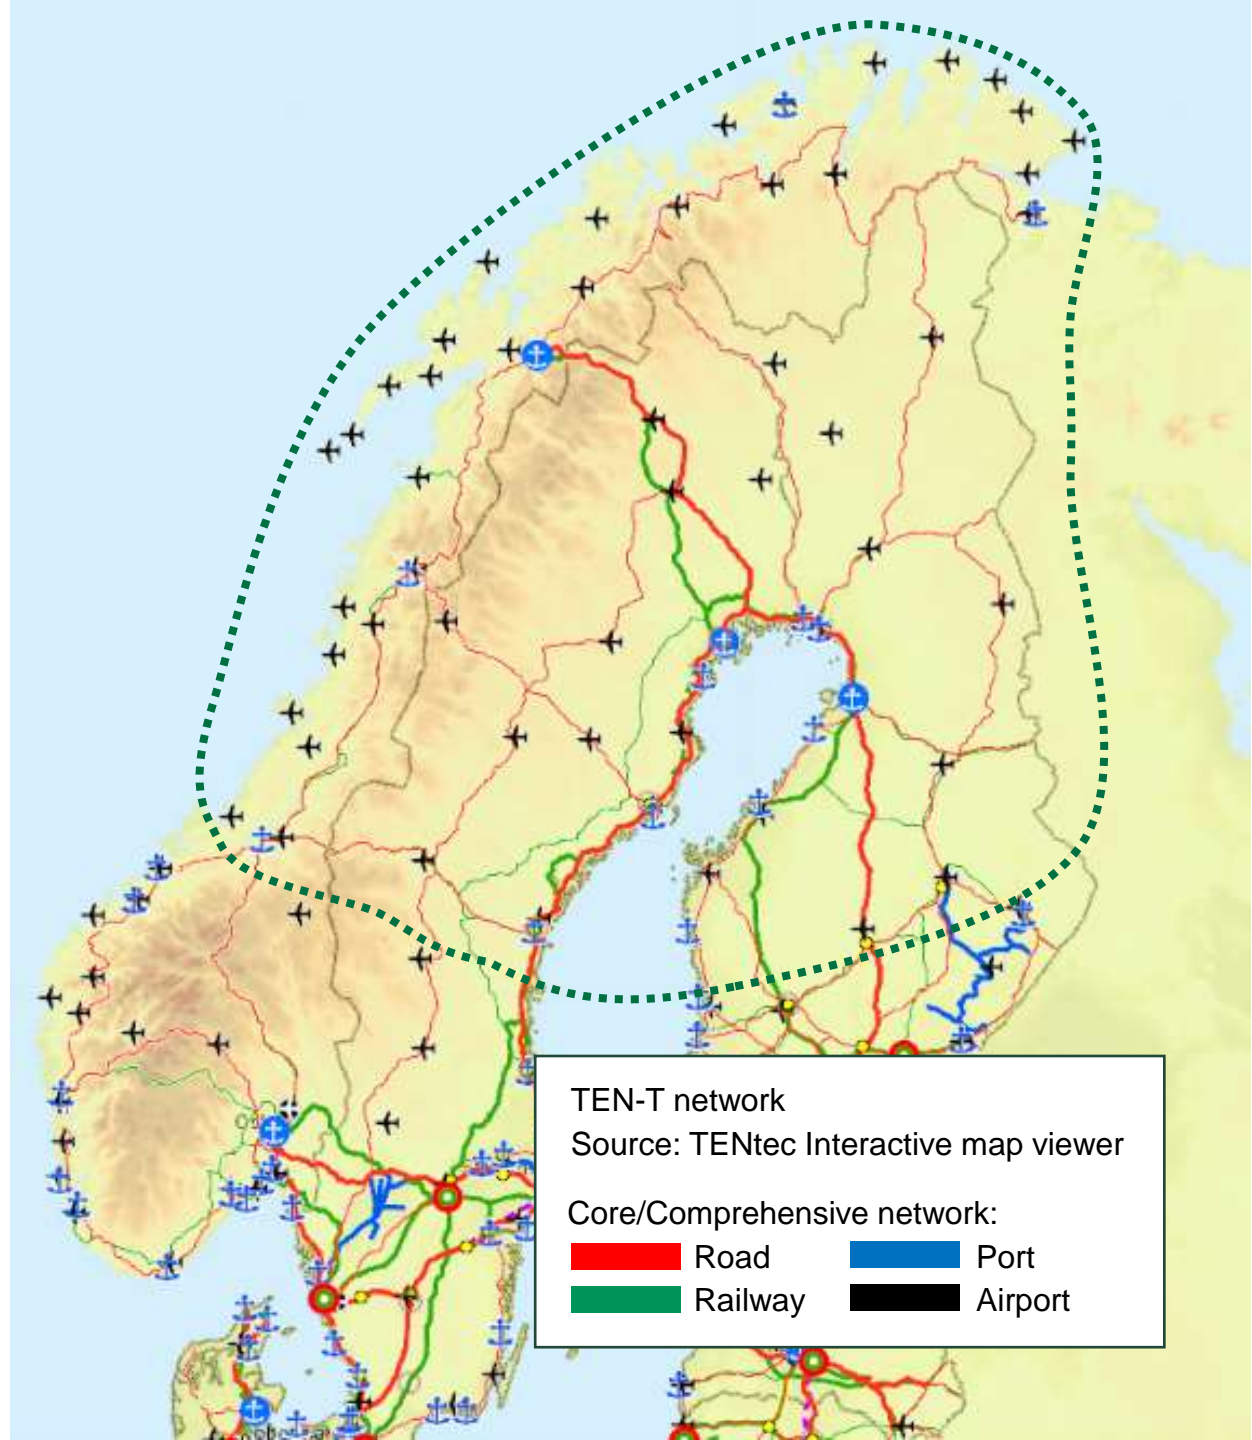 TEN-T network
Source: TENtec Interactive map viewer
Core/Comprehensive network:
Road
Port
Railway
Airport